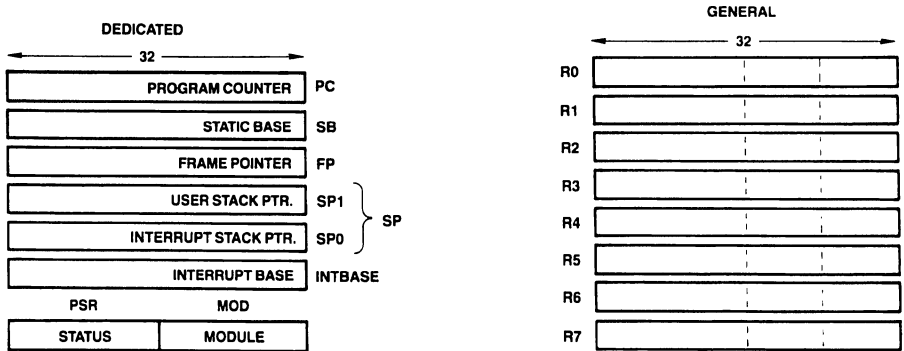 DEDICATED
32
PROGRAM COUNTER PC
STATIC BASE SB
FRAME POINTER FP
USER STACK PTR. SP1
INTERRUPT STACK PTR. SP0
SP
INTERRUPT BASE INTBASE
PSR MOD
STATUS MODULE
GENERAL
32
R0
R1
R2
R3
R4
R5
R6
R7